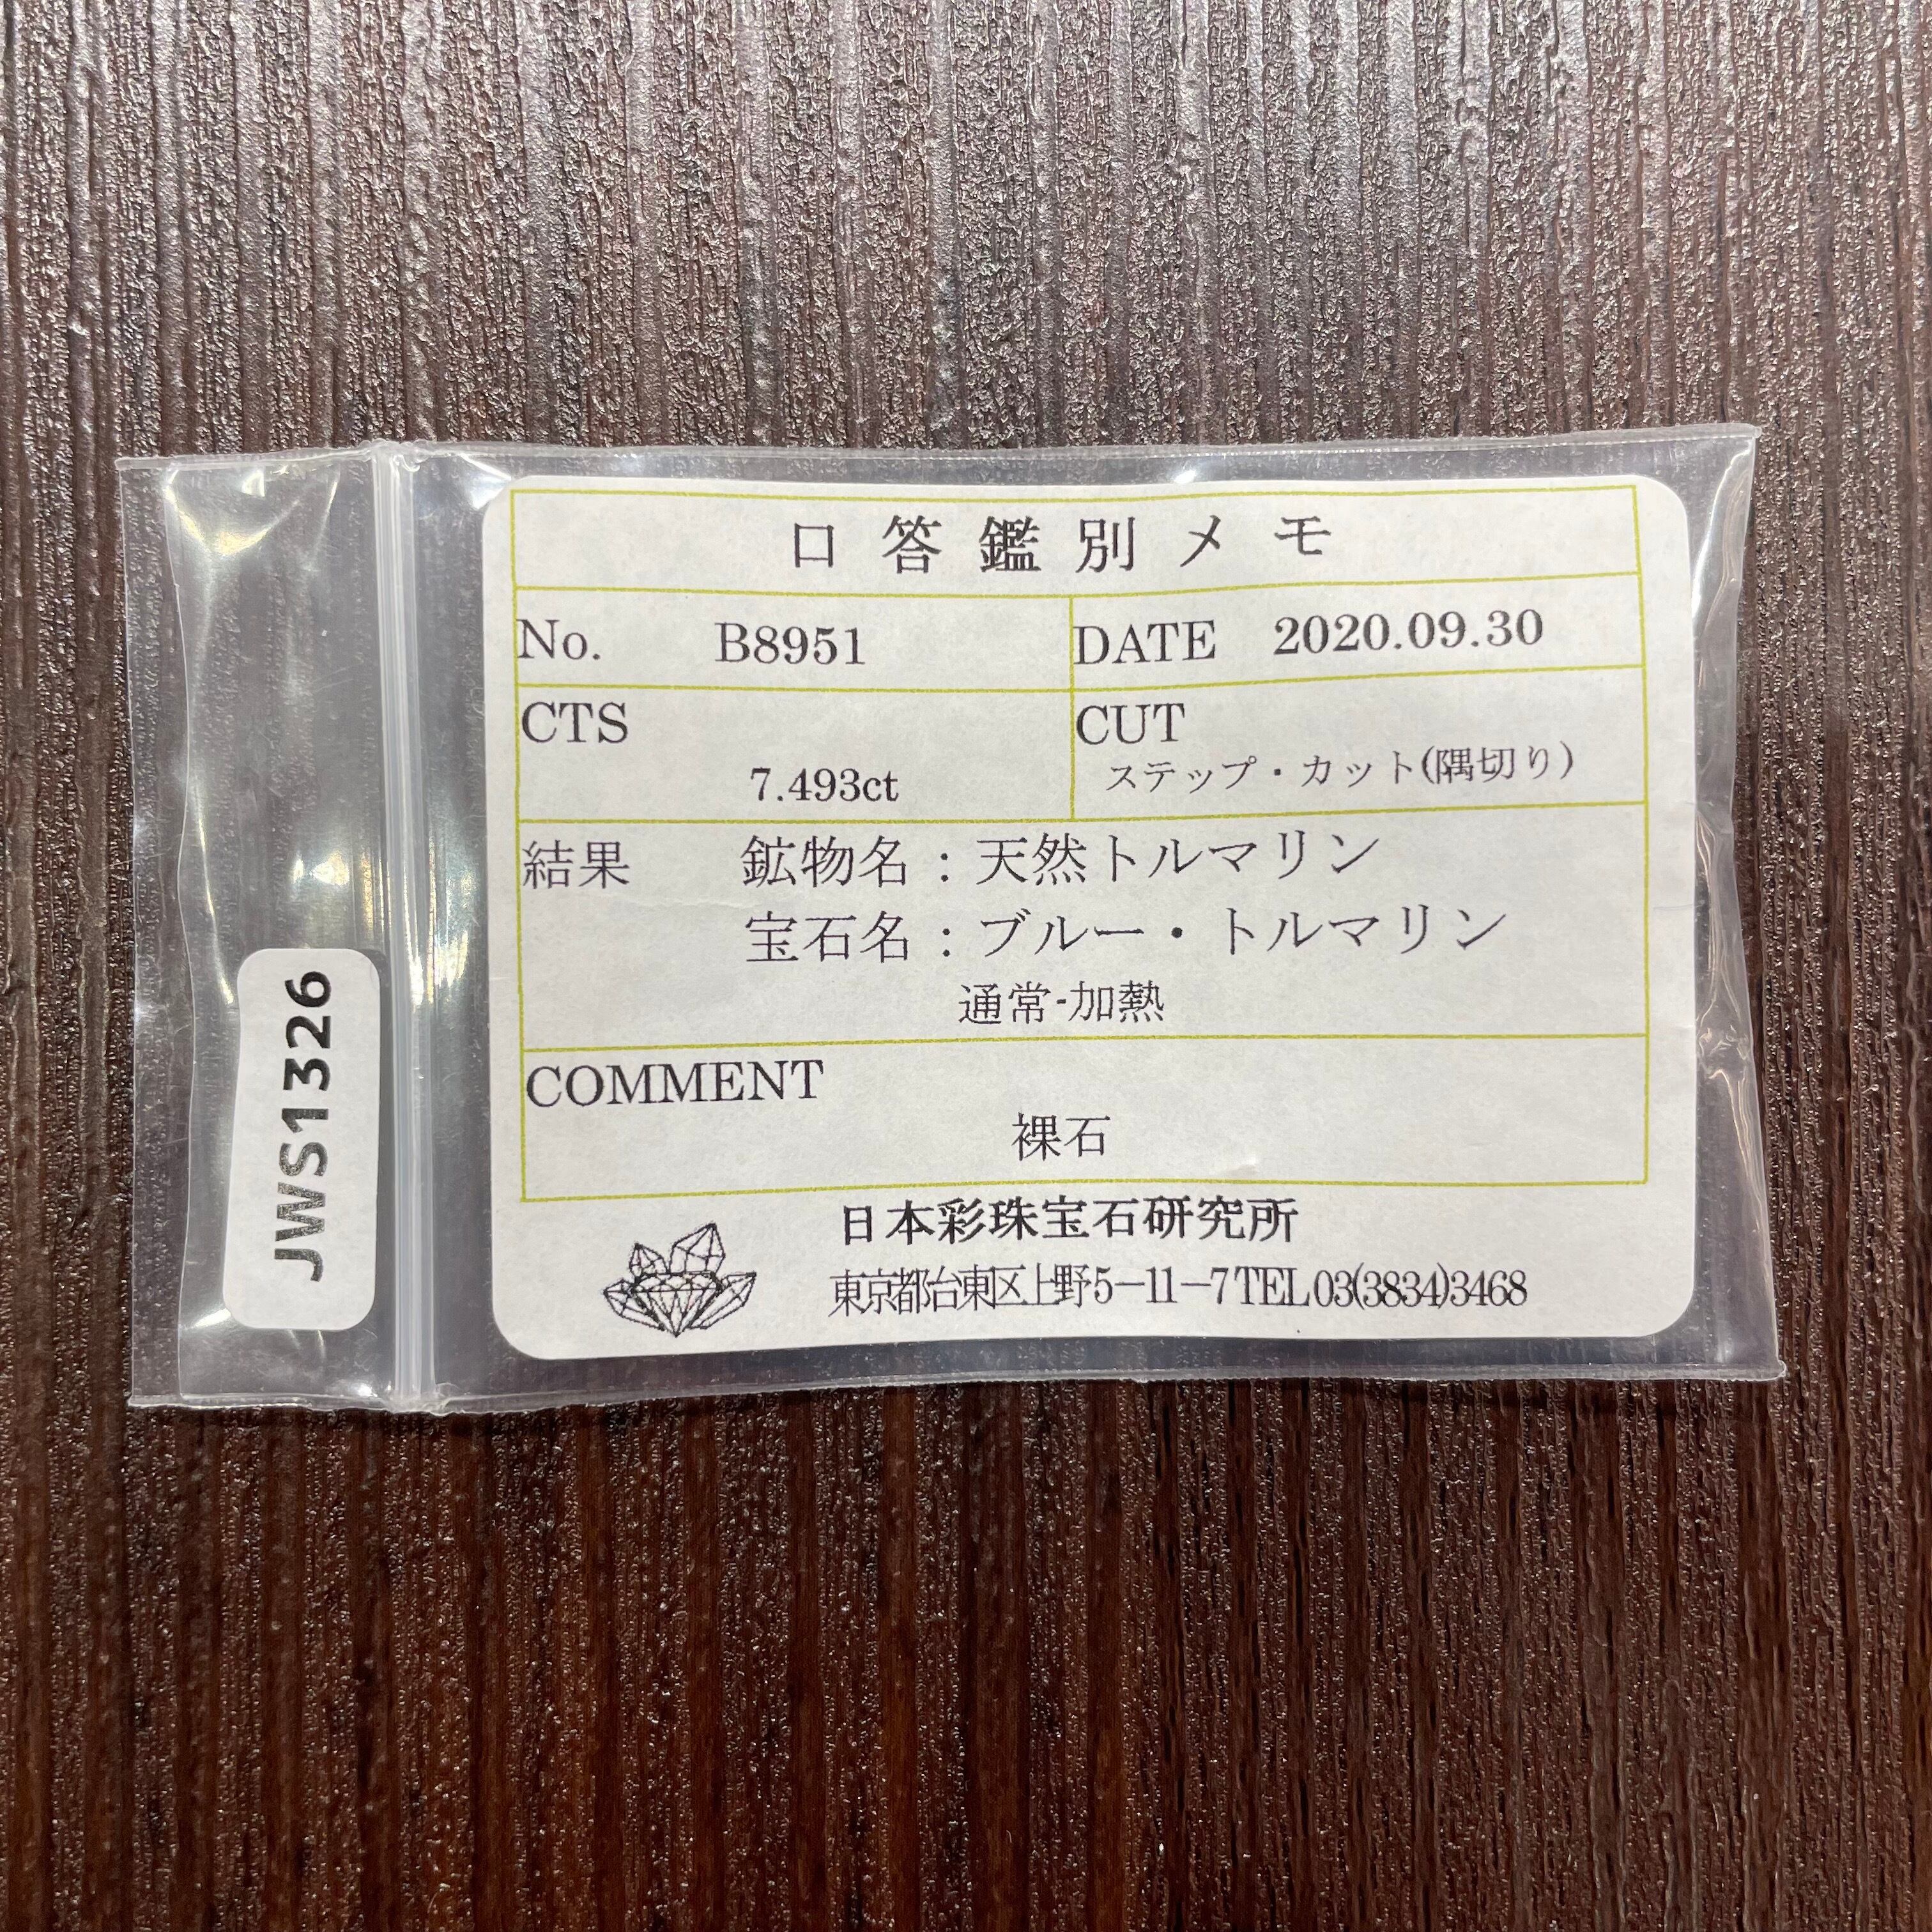 口答鑑別メモ
No. B8951
DATE 2020.09.30
CTS
7.493ct
CUT
ステップ・カット(隅切り)
結果 鉱物名:天然トルマリン
宝石名:ブルー・トルマリン
通常-加熱
COMMENT
裸石
日本彩珠宝石研究所
東京都台東区上野5-11-7 TEL03(3834)3468
JWS1326